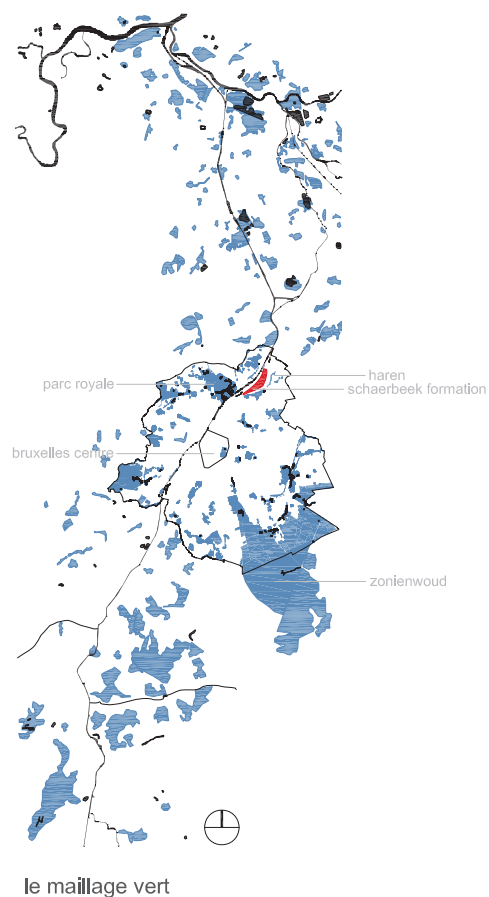 haren
parc royale
schaerbeek formation
bruxelles centre
zonienwoud
le maillage vert